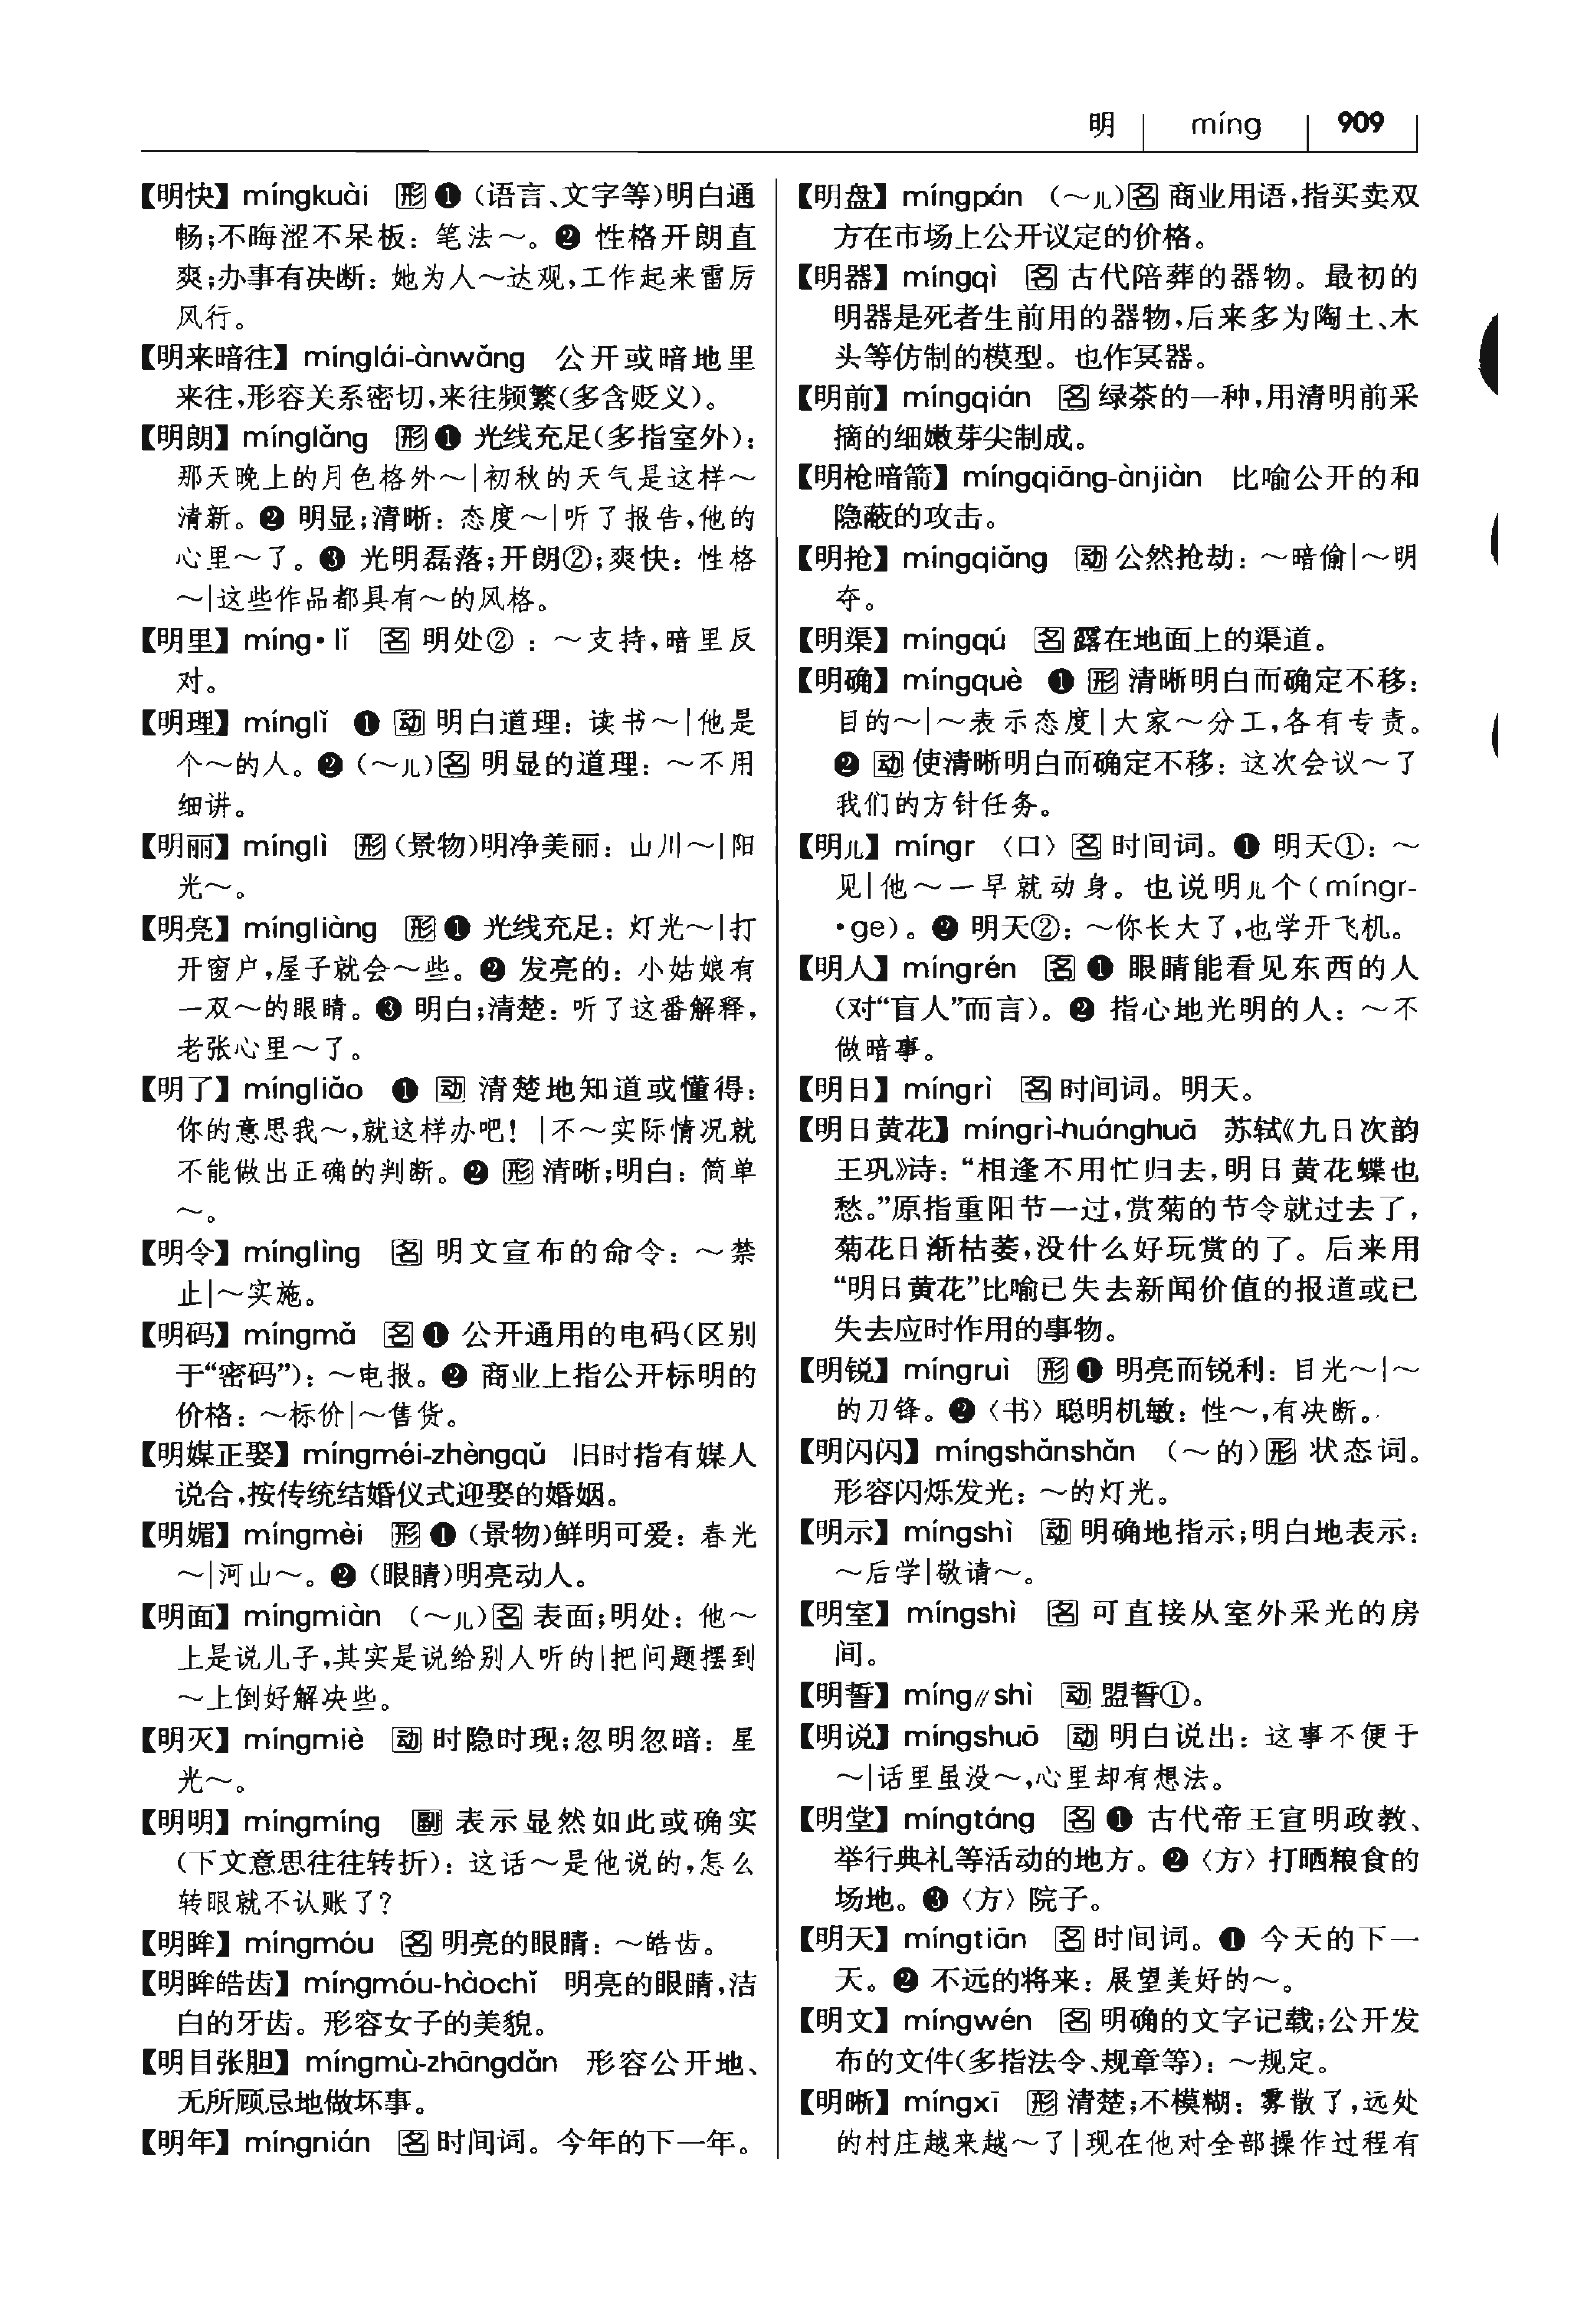 明 míng 909
【明快】 míngkuài 形 ❶（语言、文字等）明白通
畅；不晦涩不呆板：笔法～。❷ 性格开朗直
爽；办事有决断：她为人～达观，工作起来雷厉
风行。
【明来暗往】 mínglái-ànwǎng 公开或暗地里
来往，形容关系密切，来往频繁（多含贬义）。
【明朗】 mínglǎng 形 ❶ 光线充足（多指室外）：
那天晚上的月色格外～|初秋的天气是这样～
清新。❷ 明显；清晰：态度～|听了报告，他的
心里～了。❸ 光明磊落；开朗②；爽快：性格
～|这些作品都具有～的风格。
【明里】 míng·lǐ 名 明处②：～支持，暗里反
对。
【明理】 mínglǐ ❶ 动 明白道理：读书～|他是
个～的人。❷（～儿）名 明显的道理：～不用
细讲。
【明丽】 mínglì 形（景物）明净美丽：山川～|阳
光～。
【明亮】 míngliàng 形 ❶ 光线充足：灯光～|打
开窗户，屋子就会～些。❷ 发亮的：小姑娘有
一双～的眼睛。❸ 明白；清楚：听了这番解释，
老张心里～了。
【明了】 míngliǎo ❶ 动 清楚地知道或懂得：
你的意思我～，就这样办吧！|不～实际情况就
不能做出正确的判断。❷ 形 清晰；明白：简单
～。
【明令】 mínglìng 名 明文宣布的命令：～禁
止|～实施。
【明码】 míngmǎ 名 ❶ 公开通用的电码（区别
于“密码”）：～电报。❷ 商业上指公开标明的
价格：～标价|～售货。
【明媒正娶】 míngméi-zhèngqǔ 旧时指有媒人
说合，按传统结婚仪式迎娶的婚姻。
【明媚】 míngmèi 形 ❶（景物）鲜明可爱：春光
～|河山～。❷（眼睛）明亮动人。
【明面】 míngmiàn （～儿）名 表面；明处：他～
上是说儿子，其实是说给别人听的|把问题摆到
～上倒好解决些。
【明灭】 míngmiè 动 时隐时现；忽明忽暗：星
光～。
【明明】 míngmíng 副 表示显然如此或确实
（下文意思往往转折）：这话～是他说的，怎么
转眼就不认账了？
【明眸】 míngmóu 名 明亮的眼睛：～皓齿。
【明眸皓齿】 míngmóu-hàochǐ 明亮的眼睛，洁
白的牙齿。形容女子的美貌。
【明目张胆】 míngmù-zhāngdǎn 形容公开地、
无所顾忌地做坏事。
【明年】 míngnián 名 时间词。今年的下一年。
【明盘】 míngpán （～儿）名 商业用语，指买卖双
方在市场上公开议定的价格。
【明器】 míngqì 名 古代陪葬的器物。最初的
明器是死者生前用的器物，后来多为陶土、木
头等仿制的模型。也作冥器。
【明前】 míngqián 名 绿茶的一种，用清明前采
摘的细嫩芽尖制成。
【明枪暗箭】 míngqiāng-ànjiàn 比喻公开的和
隐蔽的攻击。
【明抢】 míngqiǎng 动 公然抢劫：～暗偷|～明
夺。
【明渠】 míngqú 名 露在地面上的渠道。
【明确】 míngquè ❶ 形 清晰明白而确定不移：
目的～|～表示态度|大家～分工，各有专责。
❷ 动 使清晰明白而确定不移：这次会议～了
我们的方针任务。
【明儿】 míngr 〈口〉名 时间词。❶ 明天①：～
见|他～一早就动身。也说明儿个（míngr-
·ge）。❷ 明天②：～你长大了，也学开飞机。
【明人】 míngrén 名 ❶ 眼睛能看见东西的人
（对“盲人”而言）。❷ 指心地光明的人：～不
做暗事。
【明日】 míngrì 名 时间词。明天。
【明日黄花】 míngrì-huánghuā 苏轼《九日次韵
王巩》诗：“相逢不用忙归去，明日黄花蝶也
愁。”原指重阳节一过，赏菊的节令就过去了，
菊花日渐枯萎，没什么好玩赏的了。后来用
“明日黄花”比喻已失去新闻价值的报道或已
失去应时作用的事物。
【明锐】 míngruì 形 ❶ 明亮而锐利：目光～|～
的刀锋。❷〈书〉聪明机敏：性～，有决断。
【明闪闪】 míngshǎnshǎn （～的）形 状态词。
形容闪烁发光：～的灯光。
【明示】 míngshì 动 明确地指示；明白地表示：
～后学|敬请～。
【明室】 míngshì 名 可直接从室外采光的房
间。
【明誓】 míng∥shì 动 盟誓①。
【明说】 míngshuō 动 明白说出：这事不便于
～|话里虽没～，心里却有想法。
【明堂】 míngtáng 名 ❶ 古代帝王宣明政教、
举行典礼等活动的地方。❷〈方〉打晒粮食的
场地。❸〈方〉院子。
【明天】 míngtiān 名 时间词。❶ 今天的下一
天。❷ 不远的将来：展望美好的～。
【明文】 míngwén 名 明确的文字记载；公开发
布的文件（多指法令、规章等）：～规定。
【明晰】 míngxī 形 清楚；不模糊：雾散了，远处
的村庄越来越～了|现在他对全部操作过程有